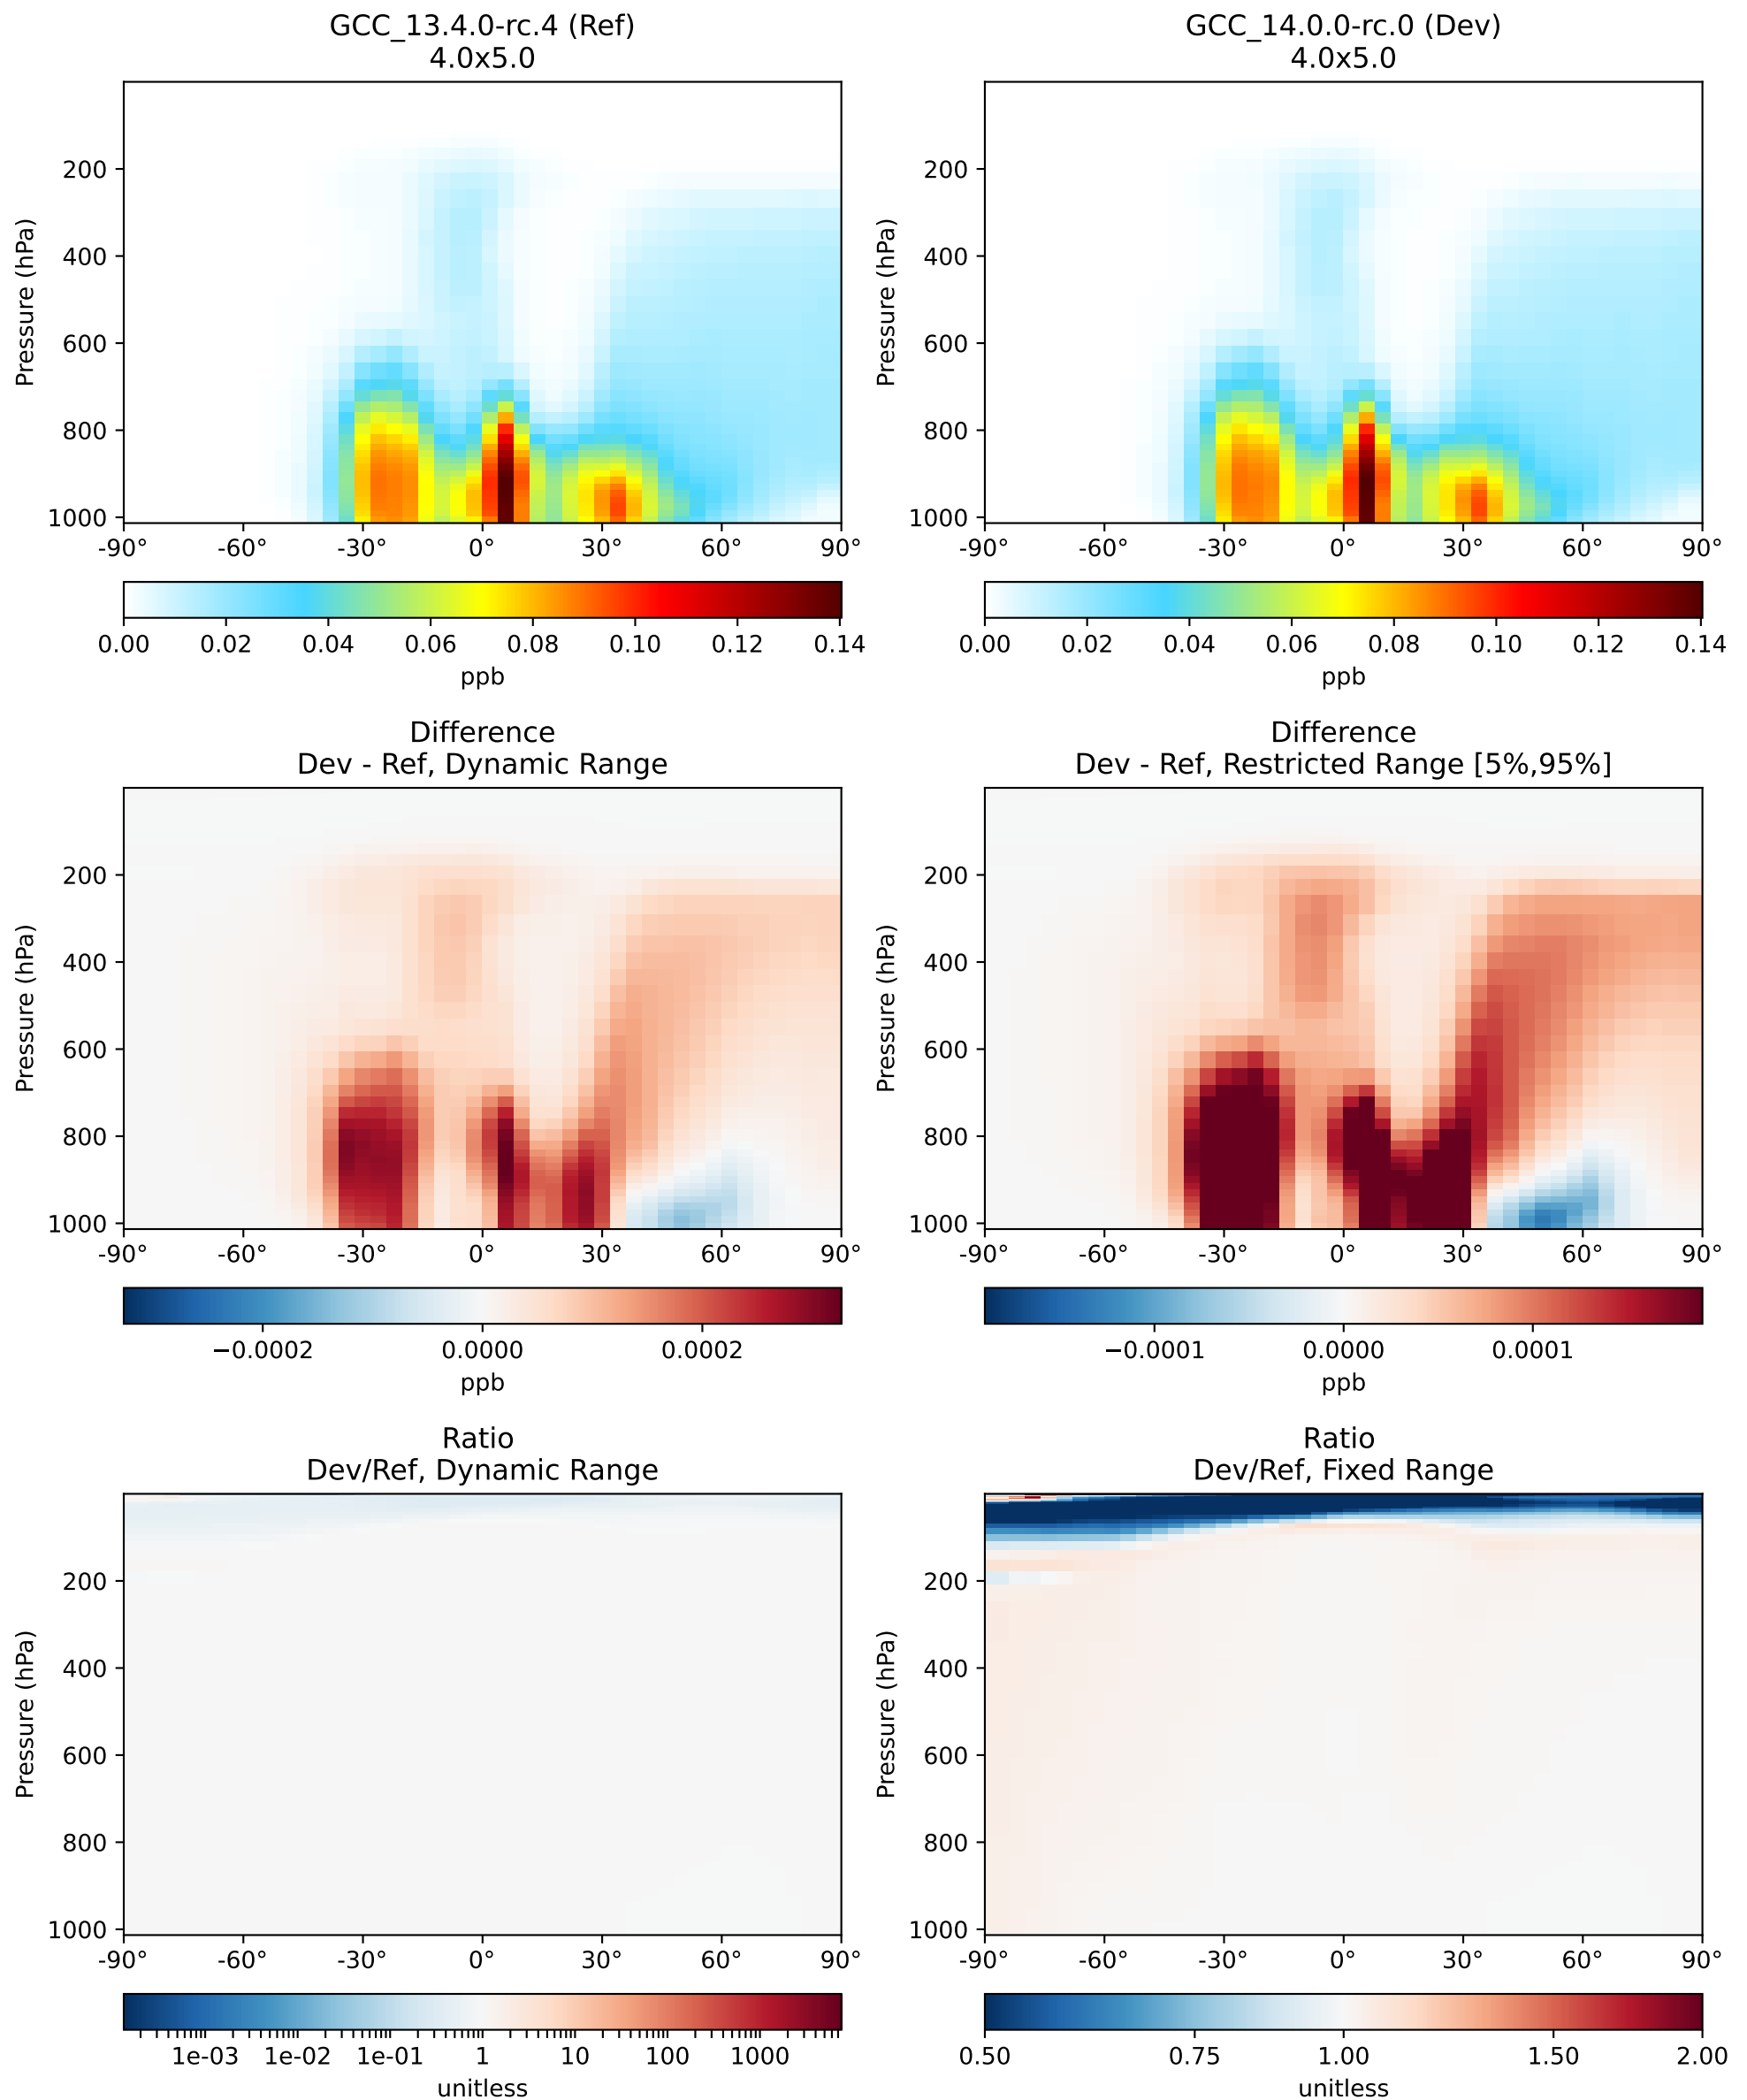 GCC_13.4.0-rc.4 (Ref)
4.0x5.0
Pressure (hPa)
200
400
600
800
1000
-90° -60° -30° 0° 30° 60° 90°
0.00 0.02 0.04 0.06 0.08 0.10 0.12 0.14
ppb
GCC_14.0.0-rc.0 (Dev)
4.0x5.0
Pressure (hPa)
200
400
600
800
1000
-90° -60° -30° 0° 30° 60° 90°
0.00 0.02 0.04 0.06 0.08 0.10 0.12 0.14
ppb
Difference
Dev - Ref, Dynamic Range
Pressure (hPa)
200
400
600
800
1000
-90° -60° -30° 0° 30° 60° 90°
−0.0002 0.0000 0.0002
ppb
Difference
Dev - Ref, Restricted Range [5%,95%]
Pressure (hPa)
200
400
600
800
1000
-90° -60° -30° 0° 30° 60° 90°
−0.0001 0.0000 0.0001
ppb
Ratio
Dev/Ref, Dynamic Range
Pressure (hPa)
200
400
600
800
1000
-90° -60° -30° 0° 30° 60° 90°
1e-03 1e-02 1e-01 1 10 100 1000
unitless
Ratio
Dev/Ref, Fixed Range
Pressure (hPa)
200
400
600
800
1000
-90° -60° -30° 0° 30° 60° 90°
0.50 0.75 1.00 1.50 2.00
unitless